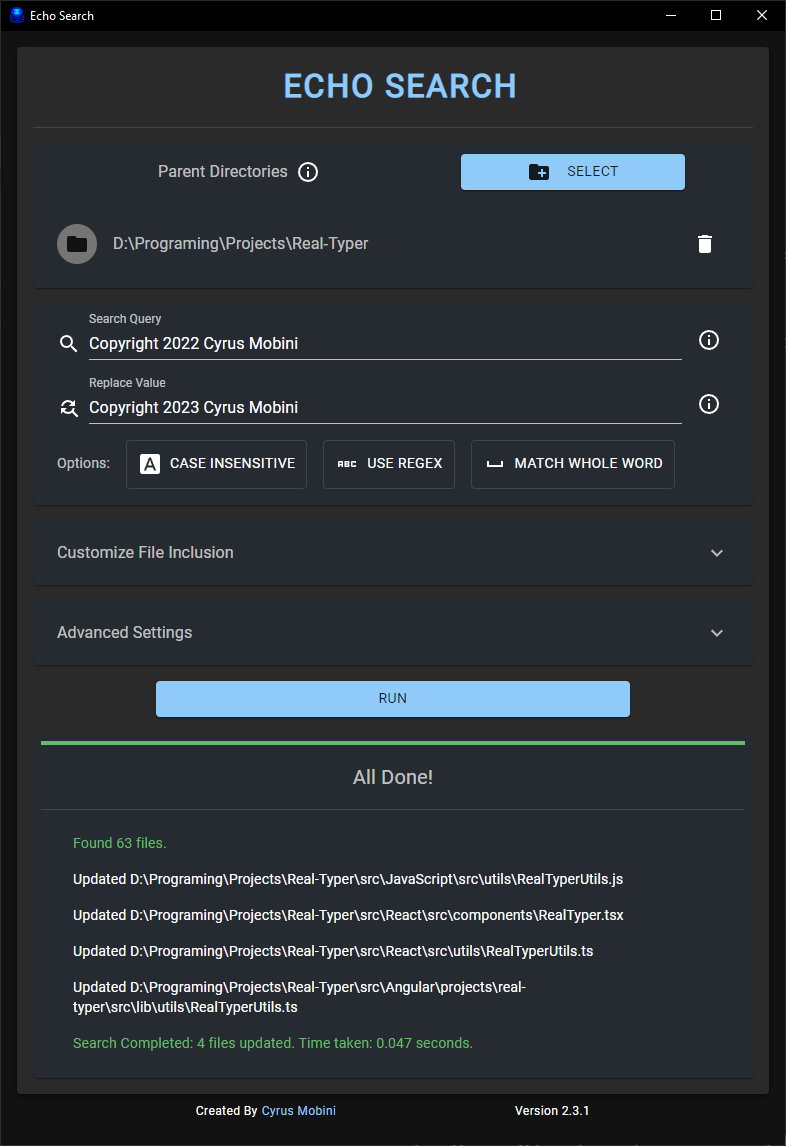 Echo Search
ECHO SEARCH
Parent Directories
SELECT
D:\Programing\Projects\Real-Typer
Search Query
Copyright 2022 Cyrus Mobini
Replace Value
Copyright 2023 Cyrus Mobini
Options:
A CASE INSENSITIVE
ABC USE REGEX
MATCH WHOLE WORD
Customize File Inclusion
Advanced Settings
RUN
All Done!
Found 63 files.
Updated D:\Programing\Projects\Real-Typer\src\JavaScript\src\utils\RealTyperUtils.js
Updated D:\Programing\Projects\Real-Typer\src\React\src\components\RealTyper.tsx
Updated D:\Programing\Projects\Real-Typer\src\React\src\utils\RealTyperUtils.ts
Updated D:\Programing\Projects\Real-Typer\src\Angular\projects\real-
typer\src\lib\utils\RealTyperUtils.ts
Search Completed: 4 files updated. Time taken: 0.047 seconds.
Created By Cyrus Mobini
Version 2.3.1